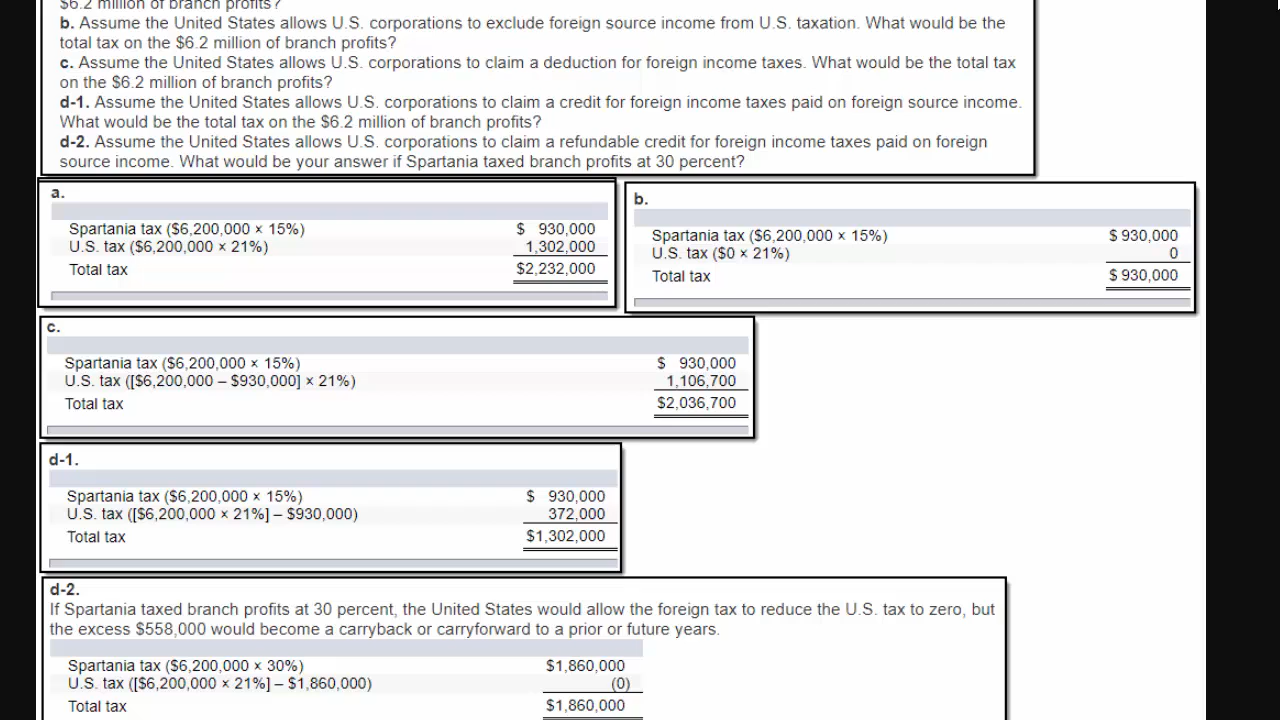 $6.2 million of branch profits?
b. Assume the United States allows U.S. corporations to exclude foreign source income from U.S. taxation. What would be the
total tax on the $6.2 million of branch profits?
c. Assume the United States allows U.S. corporations to claim a deduction for foreign income taxes. What would be the total tax
on the $6.2 million of branch profits?
d-1. Assume the United States allows U.S. corporations to claim a credit for foreign income taxes paid on foreign source income.
What would be the total tax on the $6.2 million of branch profits?
d-2. Assume the United States allows U.S. corporations to claim a refundable credit for foreign income taxes paid on foreign
source income. What would be your answer if Spartania taxed branch profits at 30 percent?
a.
Spartania tax ($6,200,000 × 15%) $ 930,000
U.S. tax ($6,200,000 × 21%) 1,302,000
Total tax $2,232,000
b.
Spartania tax ($6,200,000 × 15%) $ 930,000
U.S. tax ($0 × 21%) 0
Total tax $ 930,000
c.
Spartania tax ($6,200,000 × 15%) $ 930,000
U.S. tax ([$6,200,000 – $930,000] × 21%) 1,106,700
Total tax $2,036,700
d-1.
Spartania tax ($6,200,000 × 15%) $ 930,000
U.S. tax ([$6,200,000 × 21%] – $930,000) 372,000
Total tax $1,302,000
d-2.
If Spartania taxed branch profits at 30 percent, the United States would allow the foreign tax to reduce the U.S. tax to zero, but
the excess $558,000 would become a carryback or carryforward to a prior or future years.
Spartania tax ($6,200,000 × 30%) $1,860,000
U.S. tax ([$6,200,000 × 21%] – $1,860,000) (0)
Total tax $1,860,000